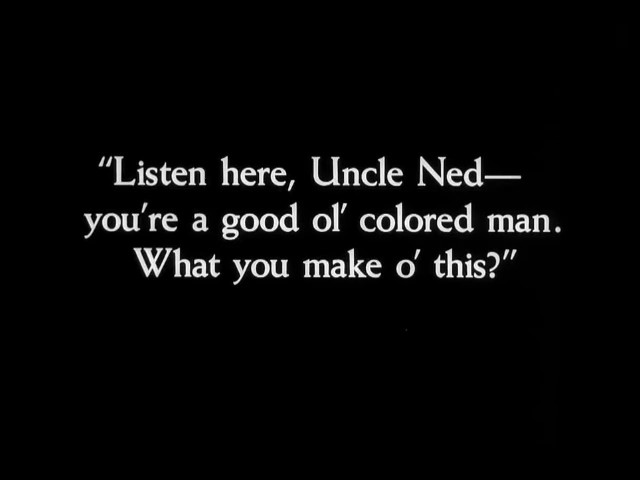 “Listen here, Uncle Ned—
you’re a good ol’ colored man.
What you make o’ this?”